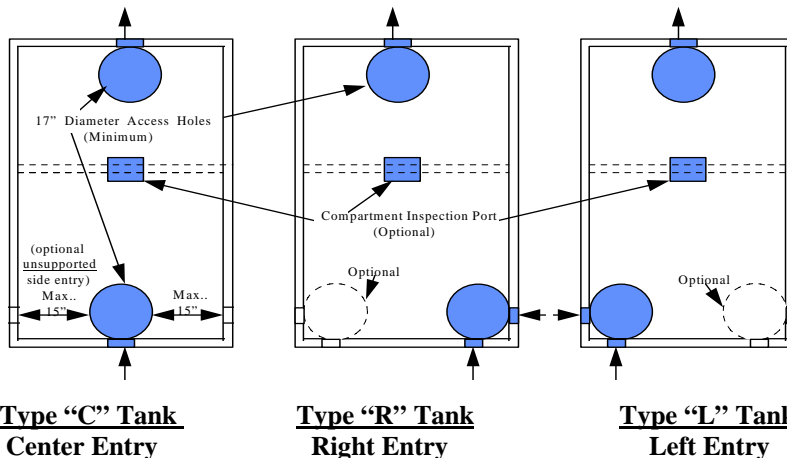 17” Diameter Access Holes
(Minimum)
Compartment Inspection Port
(Optional)
(optional
unsupported
side entry)
Max..
15”
Max..
15”
Optional
Optional
Type “C” Tank
Center Entry
Type “R” Tank
Right Entry
Type “L” Tank
Left Entry